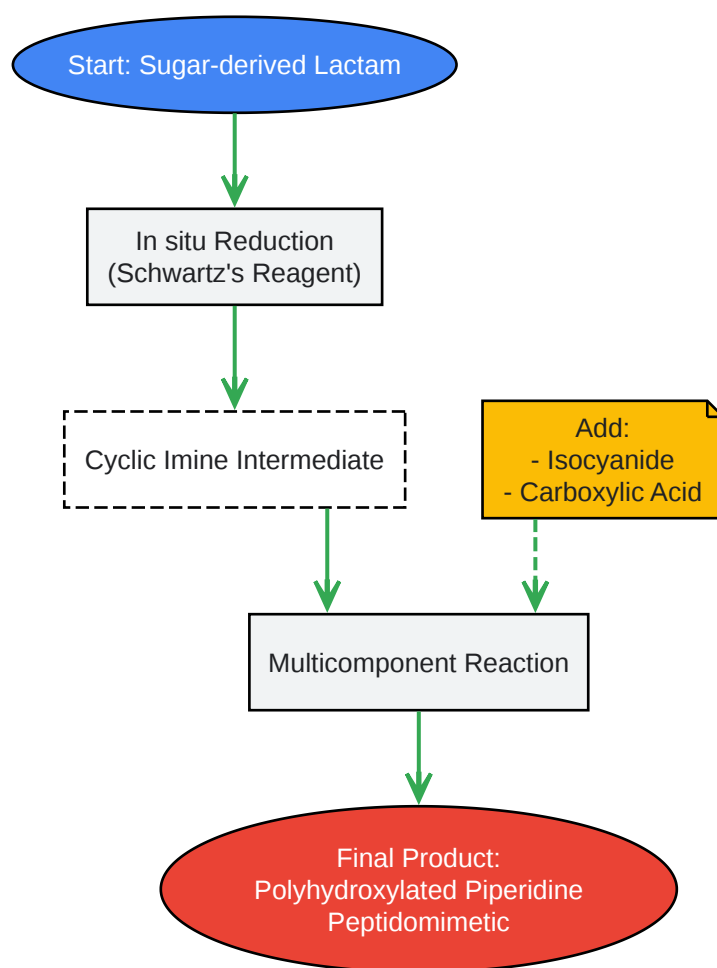 Start: Sugar-derived Lactam
In situ Reduction
(Schwartz's Reagent)
Cyclic Imine Intermediate
Add:
- Isocyanide
- Carboxylic Acid
Multicomponent Reaction
Final Product:
Polyhydroxylated Piperidine
Peptidomimetic